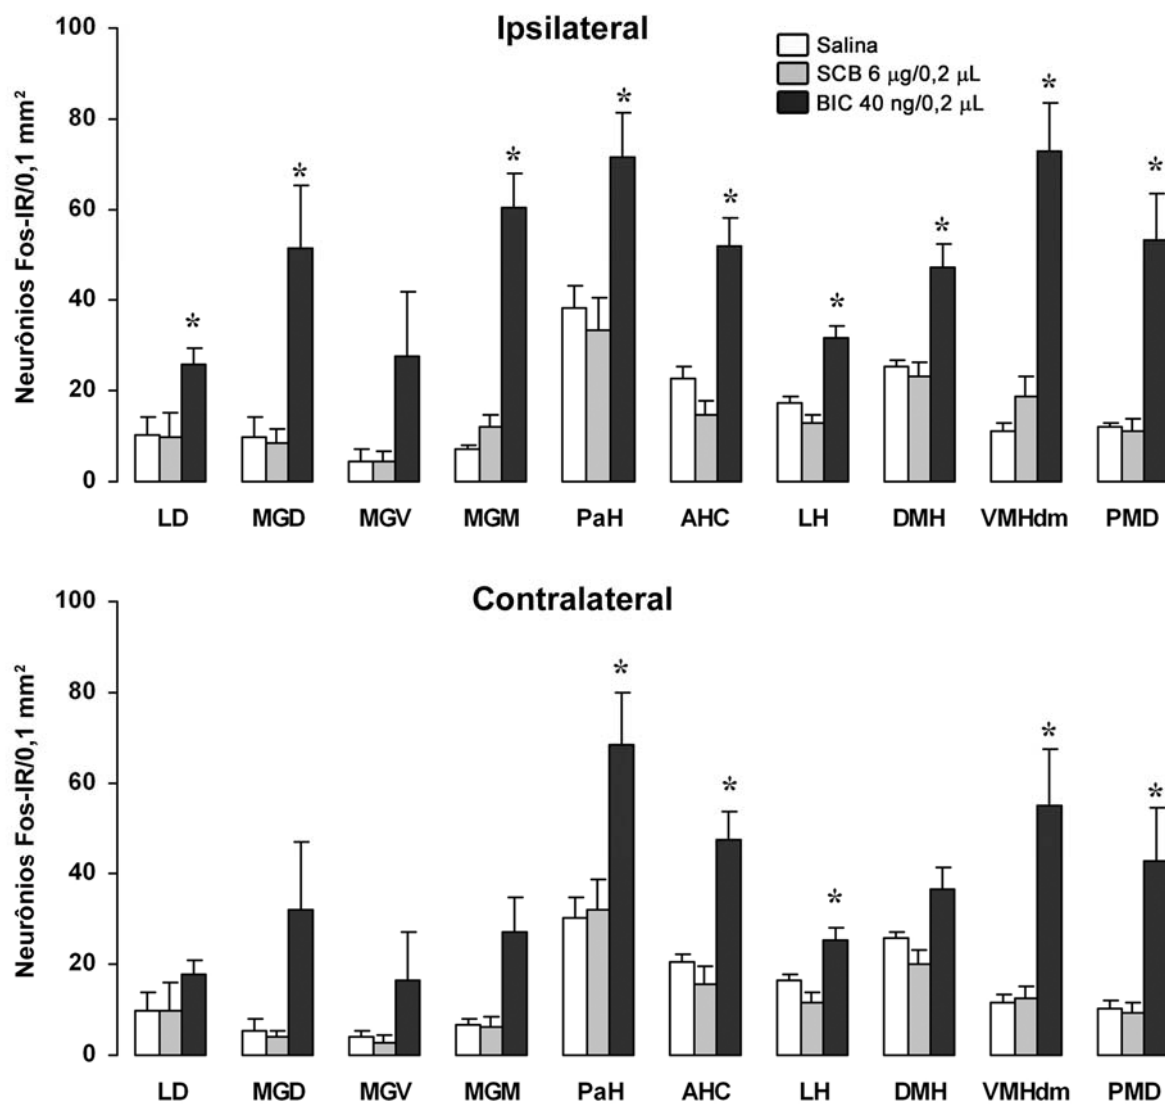 Ipsilateral
Salina
SCB 6 μg/0,2 μL
BIC 40 ng/0,2 μL
Neurônios Fos-IR/0,1 mm²
100
80
60
40
20
0
* * * * * * * * *
LD MGD MGV MGM PaH AHC LH DMH VMHdm PMD
Contralateral
Neurônios Fos-IR/0,1 mm²
100
80
60
40
20
0
* * * * *
LD MGD MGV MGM PaH AHC LH DMH VMHdm PMD